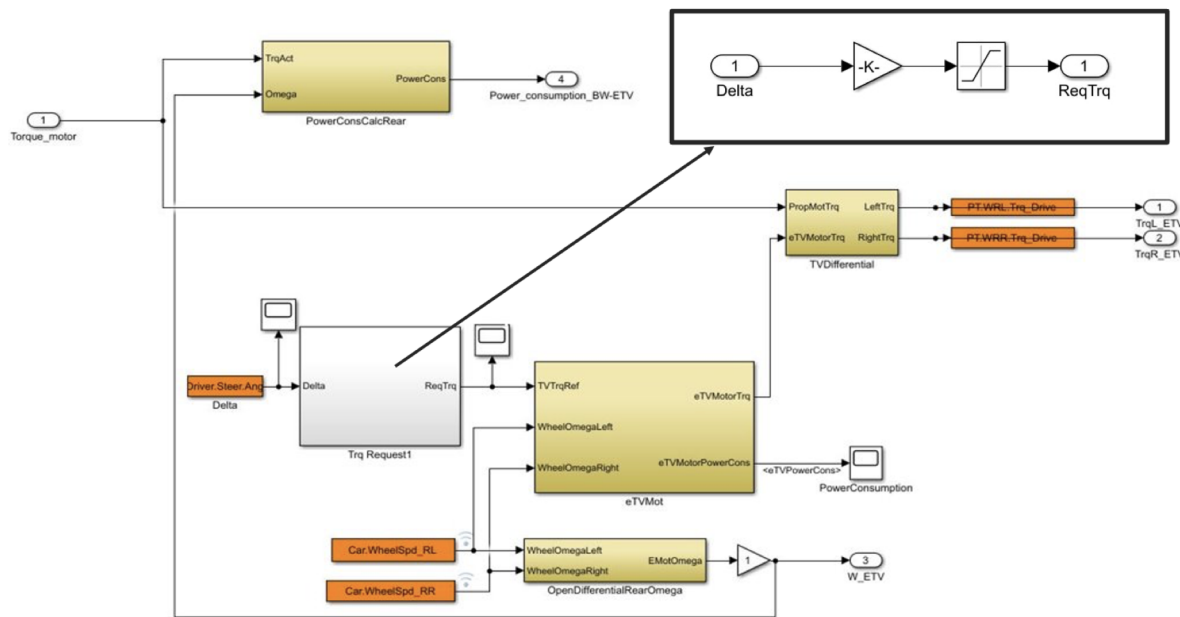 1
Torque_motor
TrqAct
Omega
PowerCons
PowerConsCalcRear
4
Power_consumption_BW-ETV
1
Delta
-K-
1
ReqTrq
PropMotTrq
eTVMotorTrq
LeftTrq
RightTrq
TVDifferential
PT.WRL.Trq_Drive
PT.WRR.Trq_Drive
1
TrqL_ETV
2
TrqR_ETV
Driver.Steer.Ang
Delta
Delta
ReqTrq
Trq Request1
TVTrqRef
WheelOmegaLeft
WheelOmegaRight
eTVMotorTrq
eTVMotorPowerCons
eTVMot
<eTVPowerCons>
PowerConsumption
Car.WheelSpd_RL
Car.WheelSpd_RR
WheelOmegaLeft
WheelOmegaRight
EMotOmega
OpenDifferentialRearOmega
1
3
W_ETV